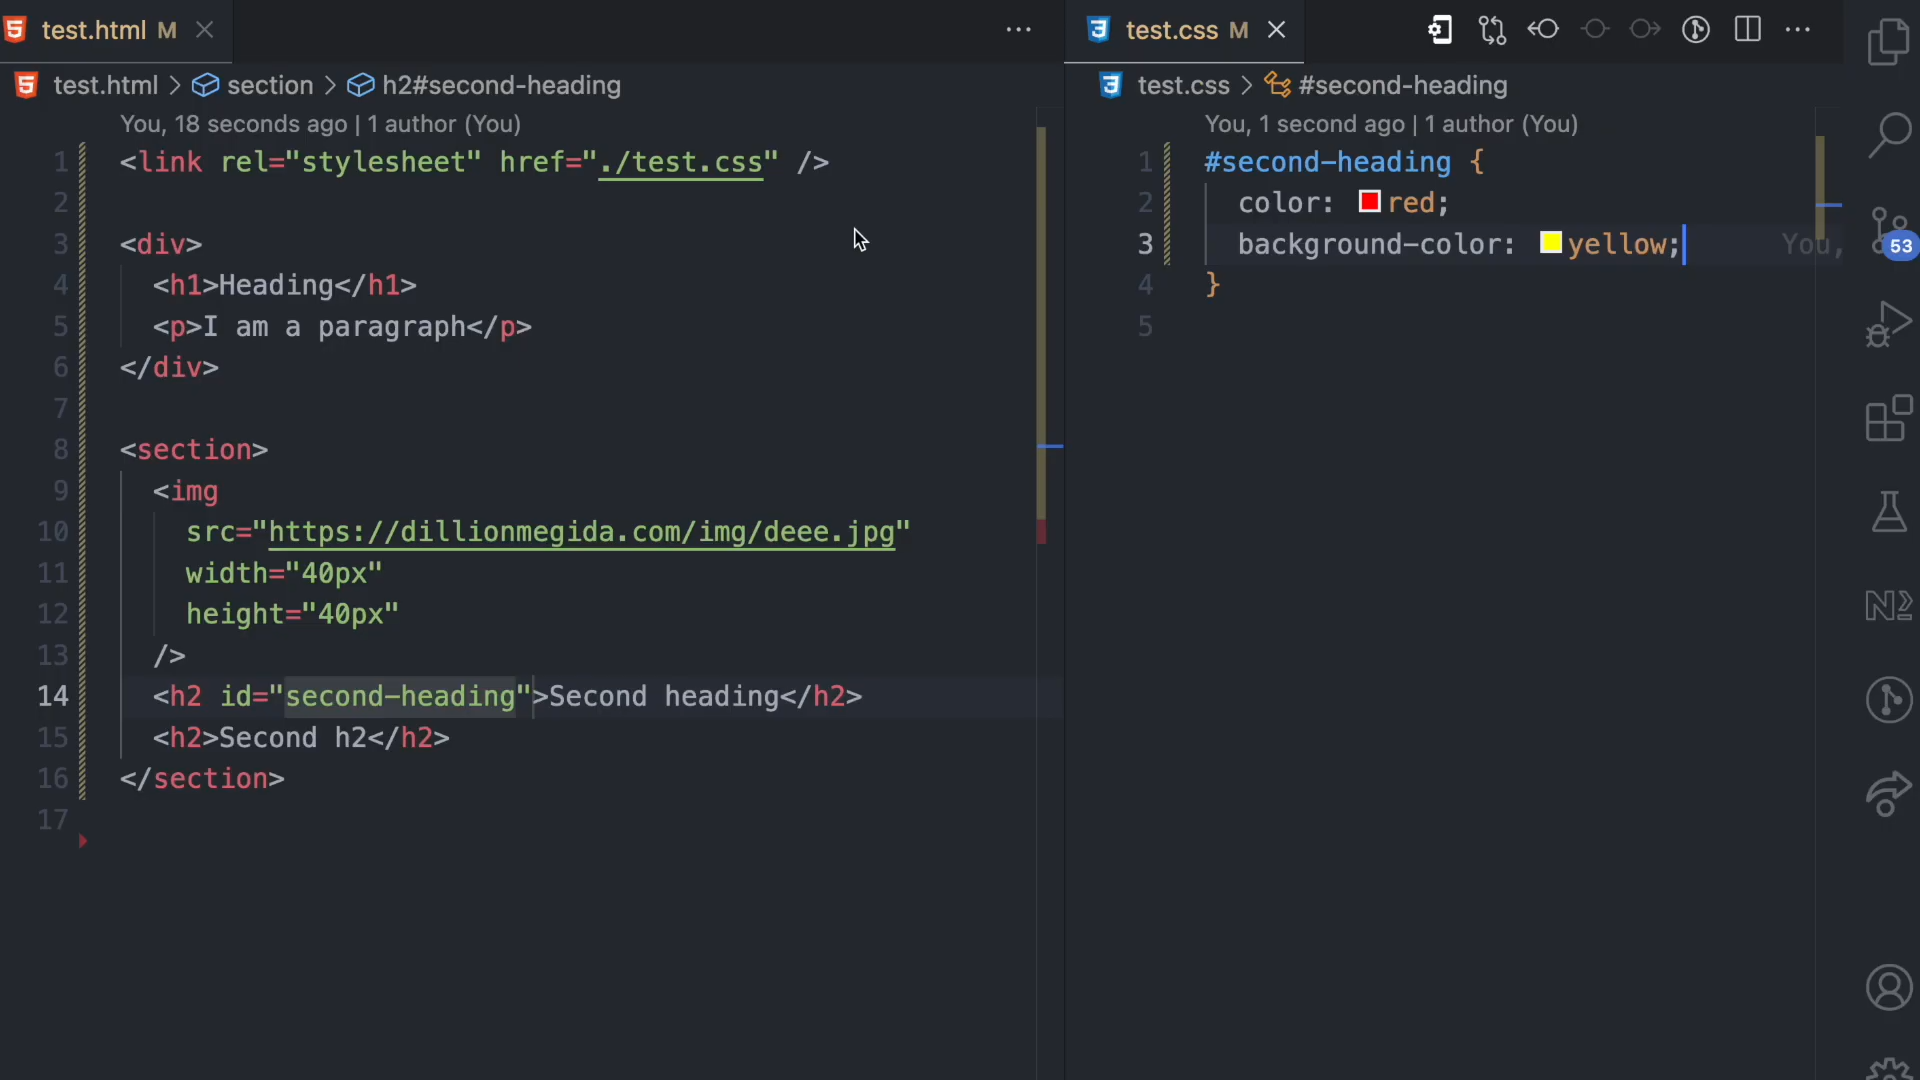 test.html M
test.html > section > h2#second-heading
You, 18 seconds ago | 1 author (You)
1 <link rel="stylesheet" href="./test.css" />
2
3 <div>
4 <h1>Heading</h1>
5 <p>I am a paragraph</p>
6 </div>
7
8 <section>
9 <img
10 src="https://dillionmegida.com/img/deee.jpg"
11 width="40px"
12 height="40px"
13 />
14 <h2 id="second-heading">Second heading</h2>
15 <h2>Second h2</h2>
16 </section>
17
test.css M
test.css > #second-heading
You, 1 second ago | 1 author (You)
1 #second-heading {
2 color: red;
3 background-color: yellow; You,
4 }
5
53